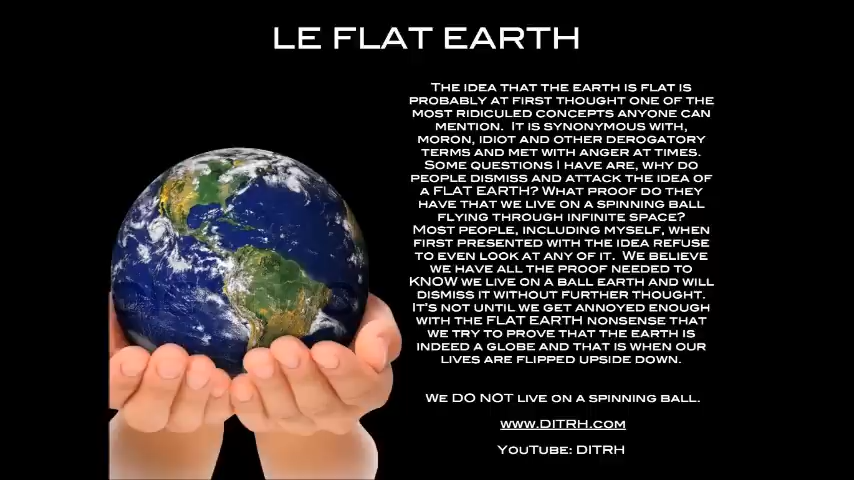 LE FLAT EARTH
THE IDEA THAT THE EARTH IS FLAT IS
PROBABLY AT FIRST THOUGHT ONE OF THE
MOST RIDICULED CONCEPTS ANYONE CAN
MENTION. IT IS SYNONYMOUS WITH,
MORON, IDIOT AND OTHER DEROGATORY
TERMS AND MET WITH ANGER AT TIMES.
SOME QUESTIONS I HAVE ARE, WHY DO
PEOPLE DISMISS AND ATTACK THE IDEA OF
A FLAT EARTH? WHAT PROOF DO THEY
HAVE THAT WE LIVE ON A SPINNING BALL
FLYING THROUGH INFINITE SPACE?
MOST PEOPLE, INCLUDING MYSELF, WHEN
FIRST PRESENTED WITH THE IDEA REFUSE
TO EVEN LOOK AT ANY OF IT. WE BELIEVE
WE HAVE ALL THE PROOF NEEDED TO
KNOW WE LIVE ON A BALL EARTH AND WILL
DISMISS IT WITHOUT FURTHER THOUGHT.
IT'S NOT UNTIL WE GET ANNOYED ENOUGH
WITH THE FLAT EARTH NONSENSE THAT
WE TRY TO PROVE THAT THE EARTH IS
INDEED A GLOBE AND THAT IS WHEN OUR
LIVES ARE FLIPPED UPSIDE DOWN.
WE DO NOT LIVE ON A SPINNING BALL.
www.DITRH.com
YOUTUBE: DITRH